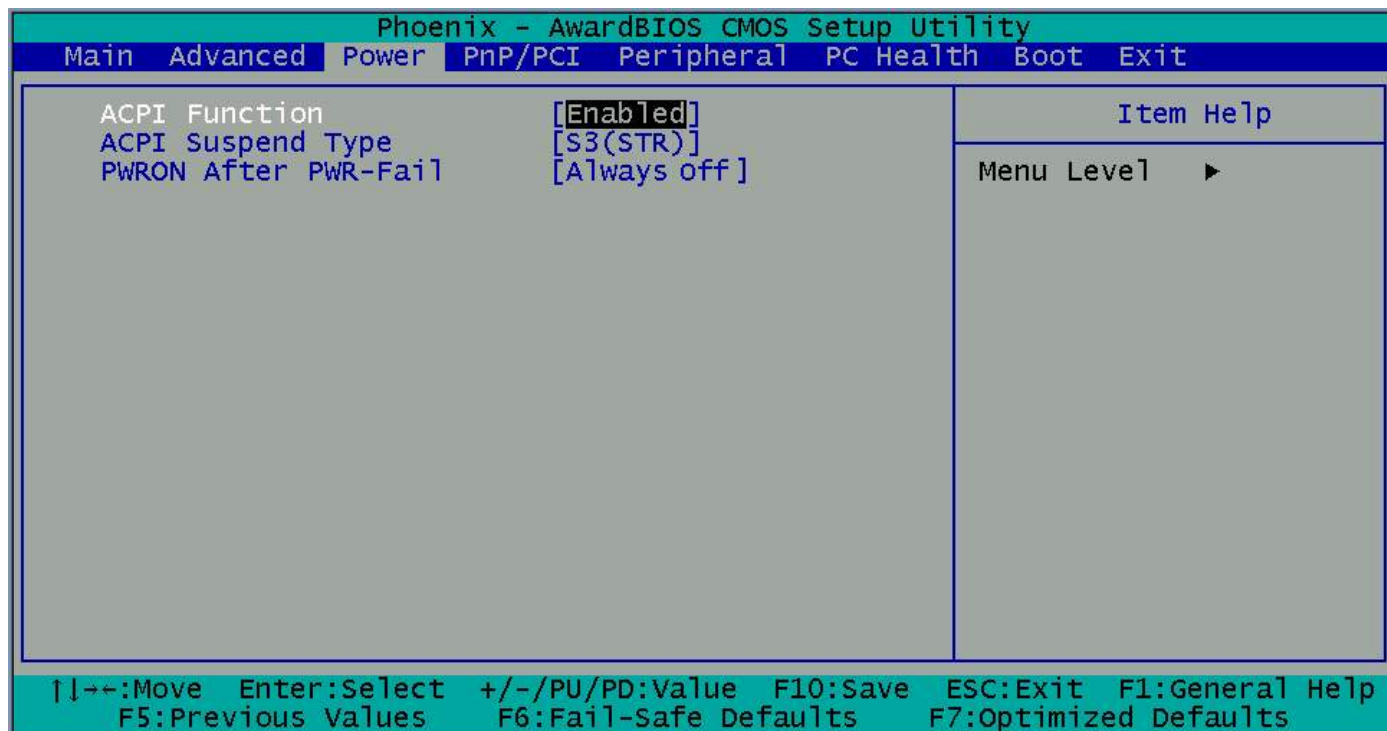 Phoenix - AwardBIOS CMOS Setup Utility
Main Advanced Power PnP/PCI Peripheral PC Health Boot Exit
ACPI Function [Enabled]
ACPI Suspend Type [S3(STR)]
PWRON After PWR-Fail [Always off]
Item Help
Menu Level ►
↑↓→←:Move Enter:Select +/-/PU/PD:Value F10:Save ESC:Exit F1:General Help
F5:Previous Values F6:Fail-Safe Defaults F7:Optimized Defaults